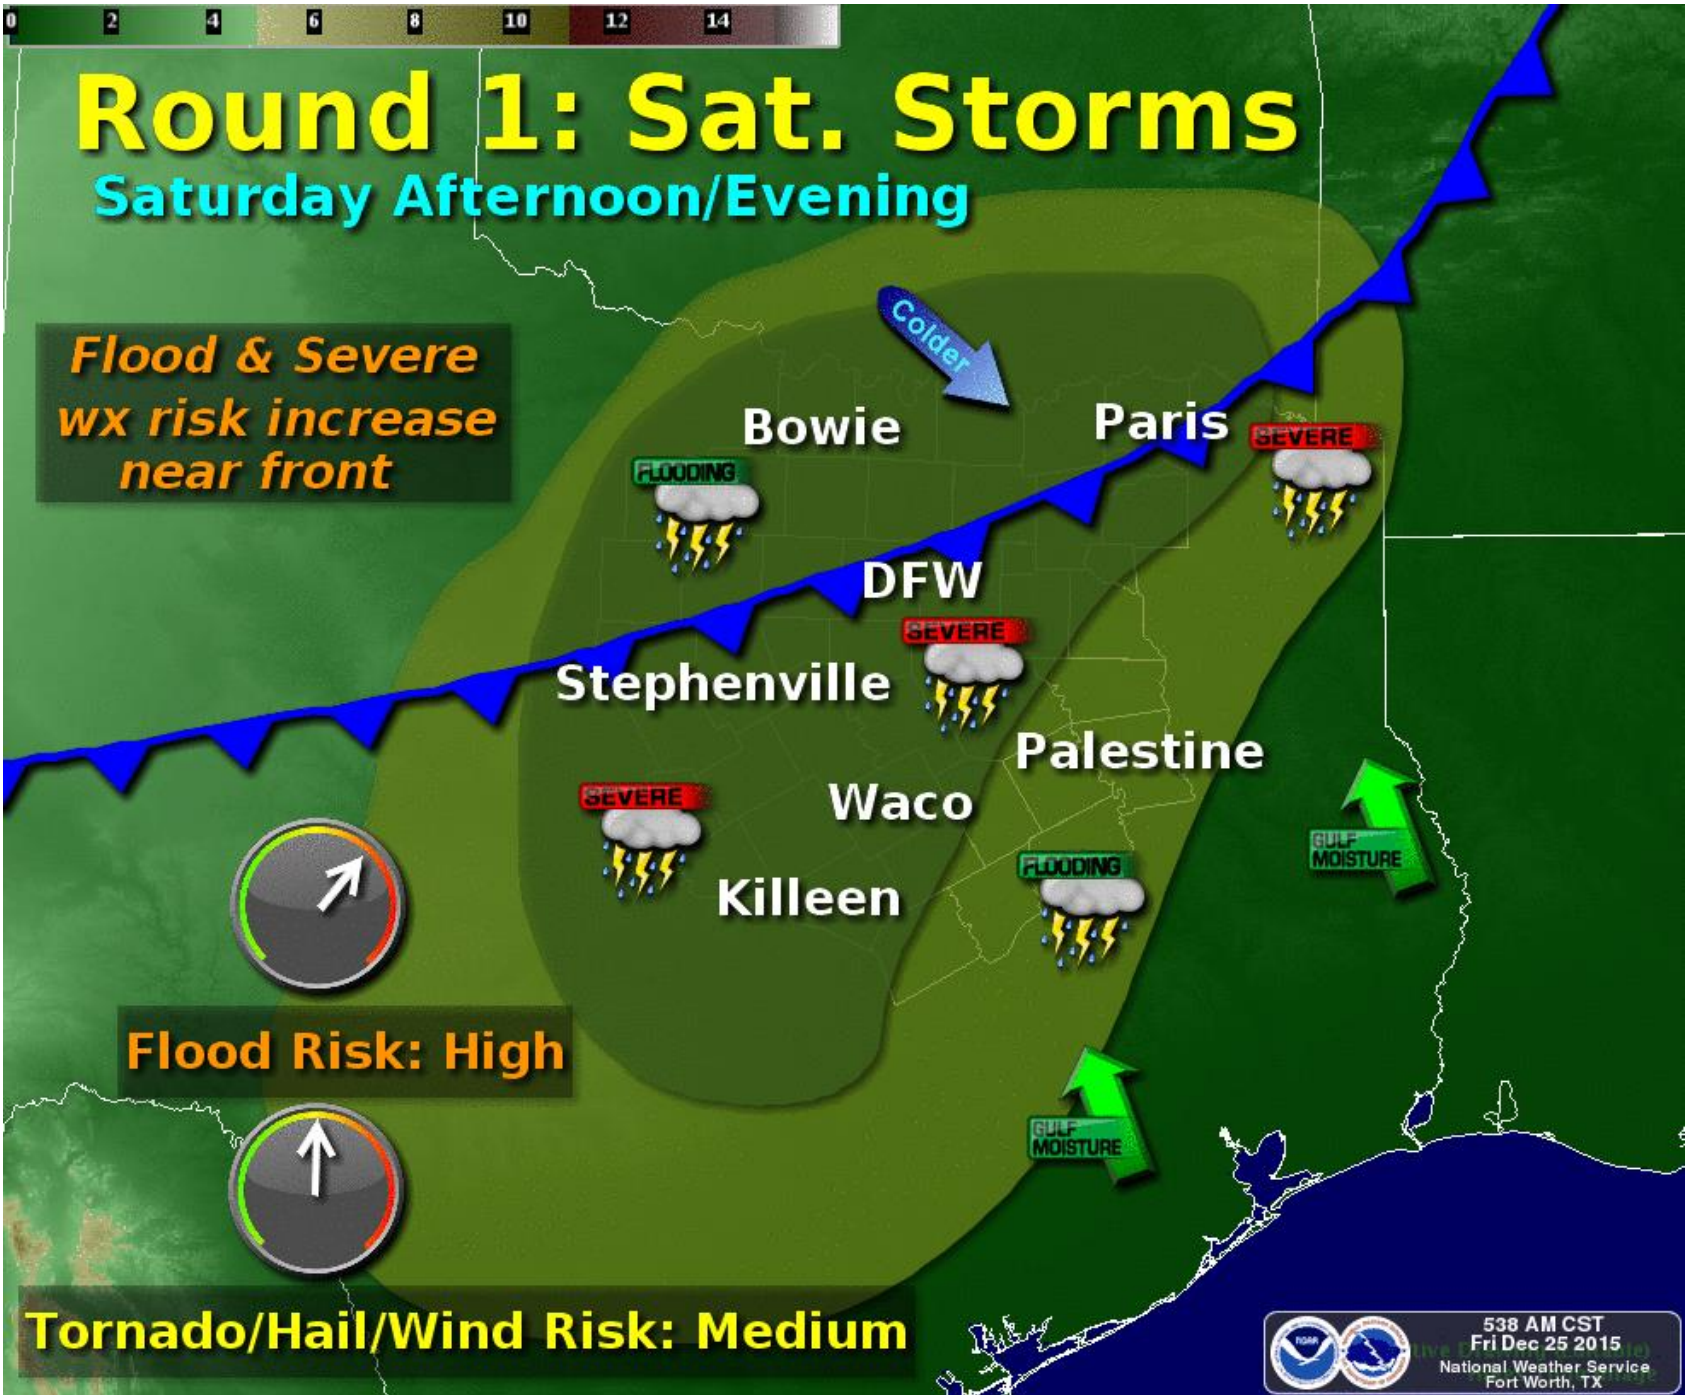 0 2 4 6 8 10 12 14
Round 1: Sat. Storms
Saturday Afternoon/Evening
Flood & Severe
wx risk increase
near front
Colder
Bowie
Paris
SEVERE
FLOODING
DFW
SEVERE
Stephenville
Palestine
SEVERE
Waco
GULF
MOISTURE
FLOODING
Killeen
Flood Risk: High
GULF
MOISTURE
Tornado/Hail/Wind Risk: Medium
NOAA
538 AM CST
Fri Dec 25 2015
National Weather Service
Fort Worth, TX